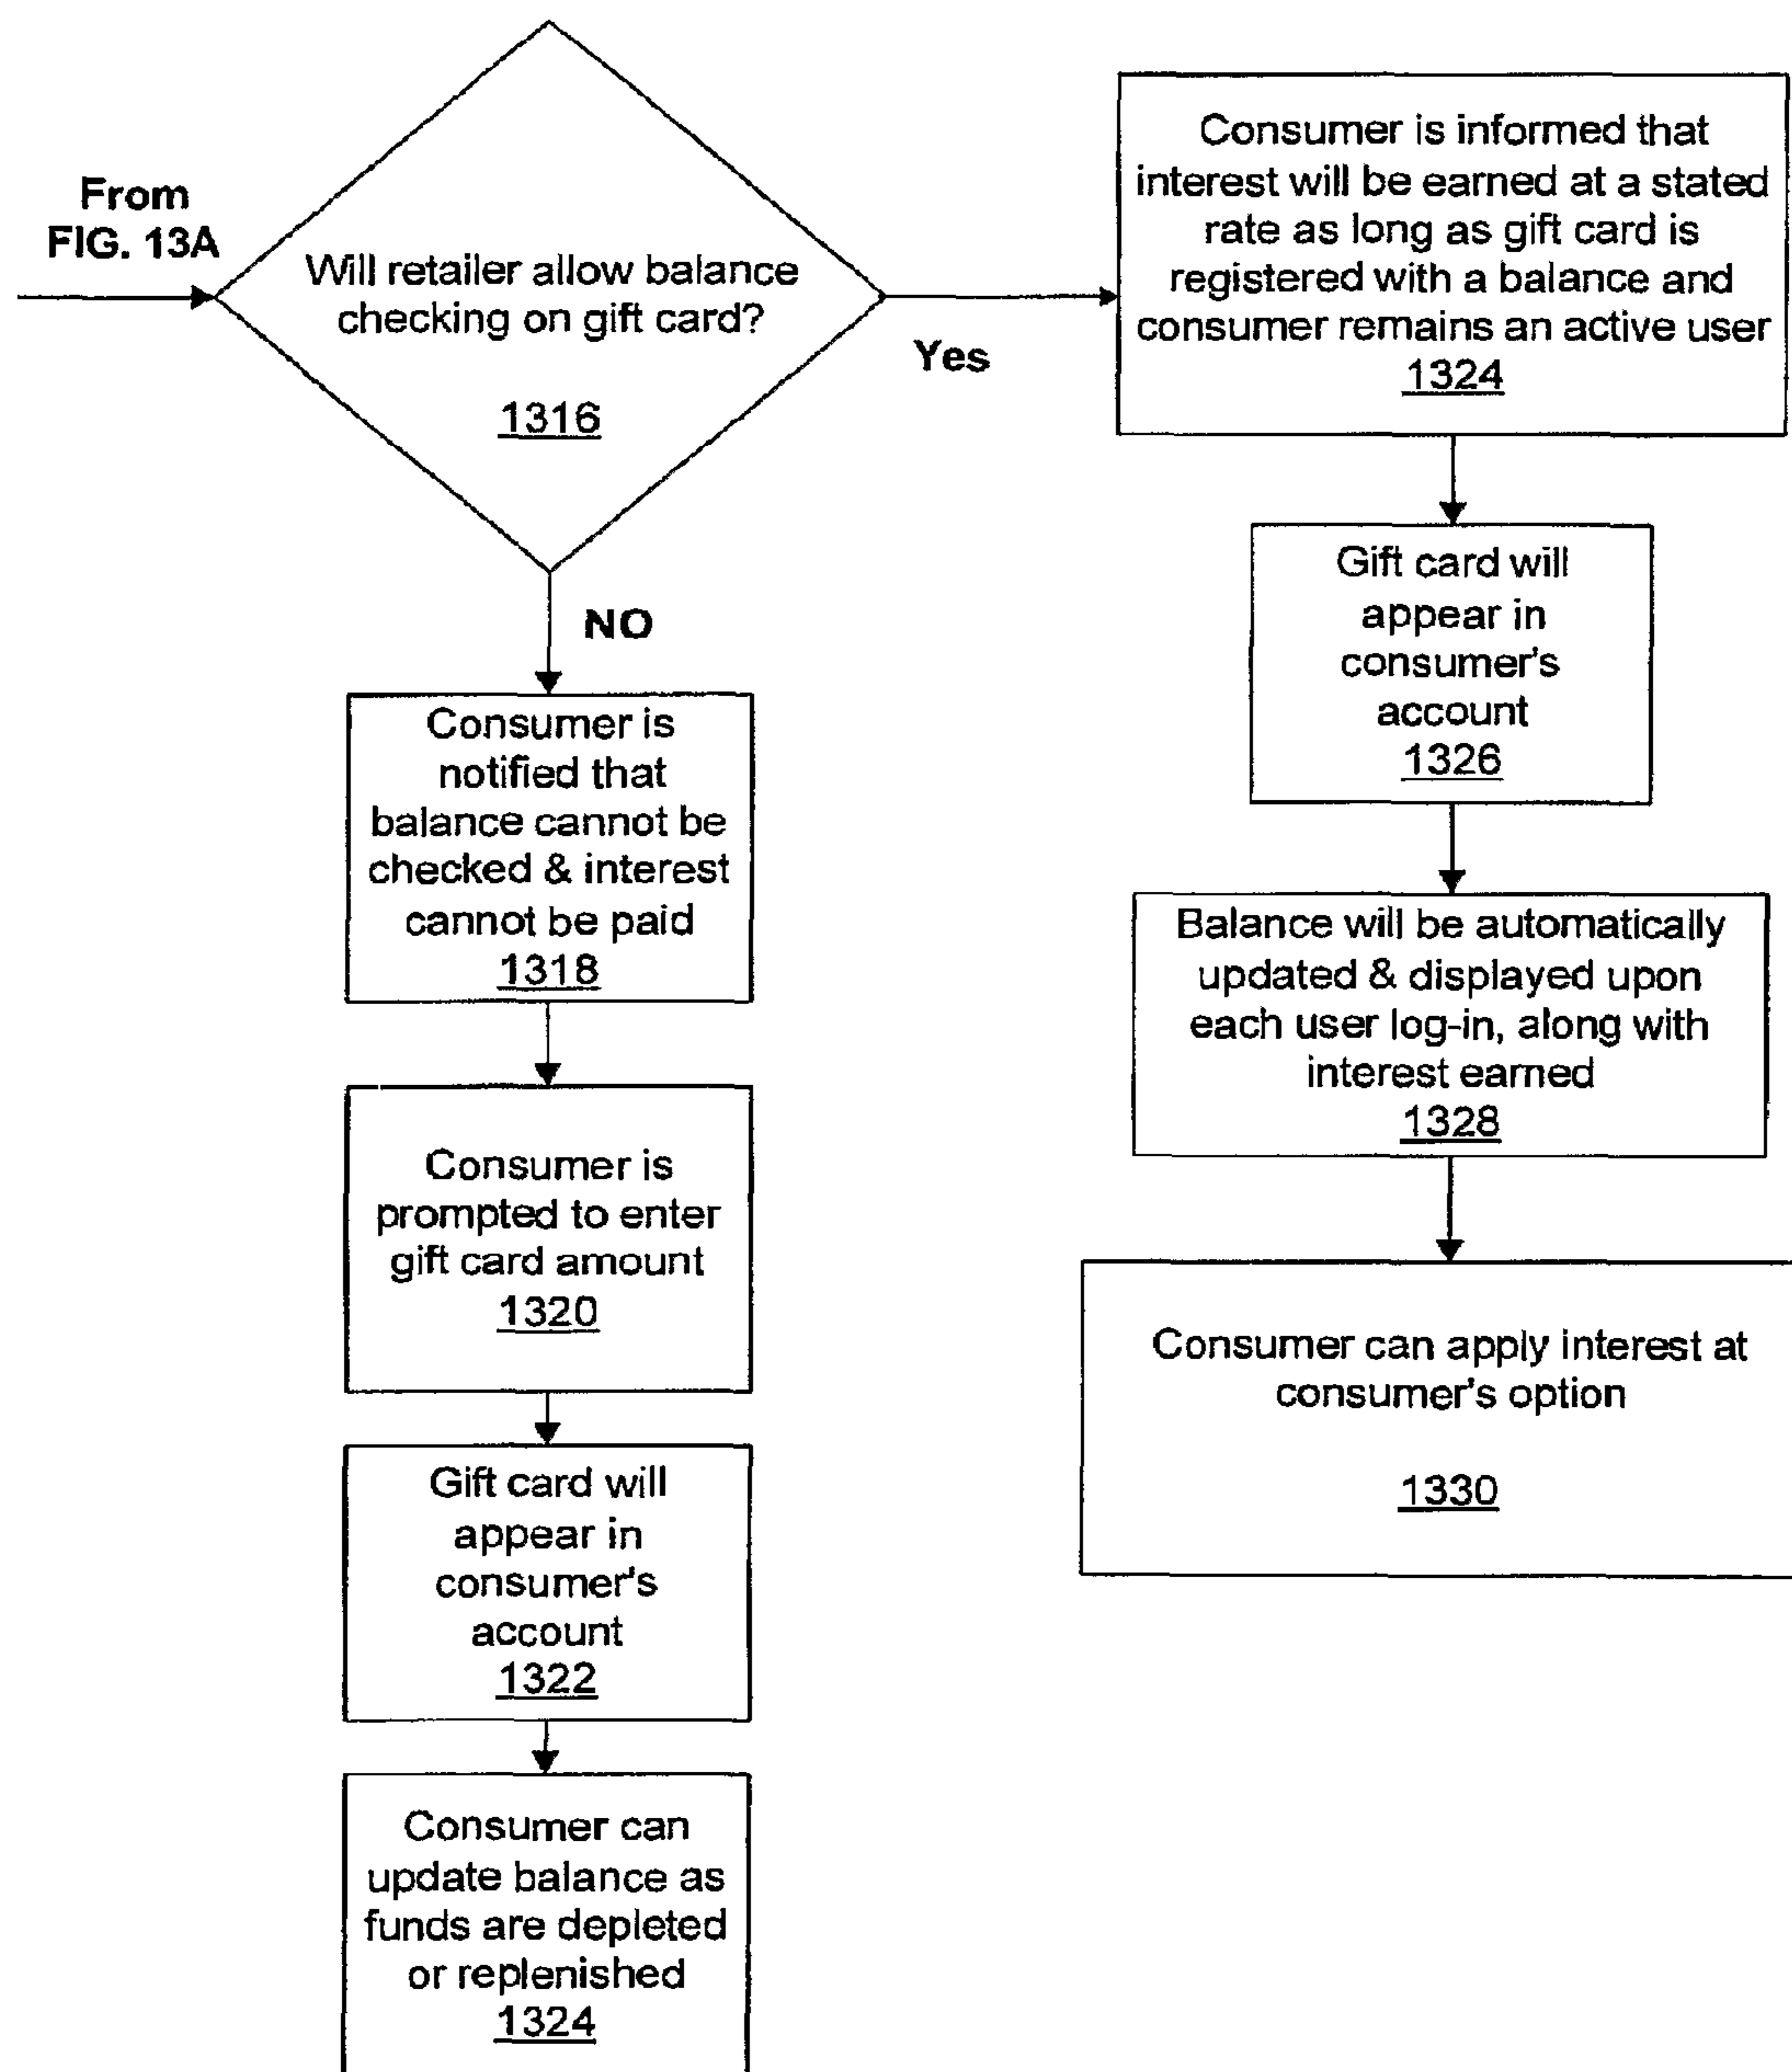 From
FIG. 13A
Will retailer allow balance
checking on gift card?
1316
Yes
NO
Consumer is
notified that
balance cannot be
checked & interest
cannot be paid
1318
Consumer is
prompted to enter
gift card amount
1320
Gift card will
appear in
consumer's
account
1322
Consumer can
update balance as
funds are depleted
or replenished
1324
Consumer is informed that
interest will be earned at a stated
rate as long as gift card is
registered with a balance and
consumer remains an active user
1324
Gift card will
appear in
consumer's
account
1326
Balance will be automatically
updated & displayed upon
each user log-in, along with
interest earned
1328
Consumer can apply interest at
consumer's option
1330